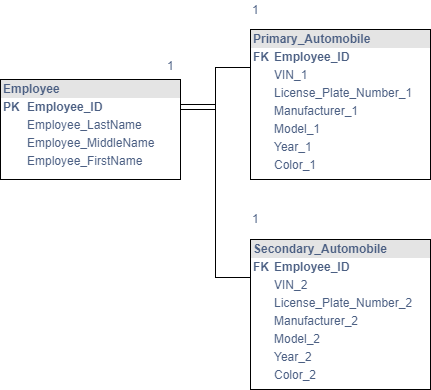 1
Primary_Automobile
FK Employee_ID
VIN_1
License_Plate_Number_1
Manufacturer_1
Model_1
Year_1
Color_1
1
Employee
PK Employee_ID
Employee_LastName
Employee_MiddleName
Employee_FirstName
1
Secondary_Automobile
FK Employee_ID
VIN_2
License_Plate_Number_2
Manufacturer_2
Model_2
Year_2
Color_2